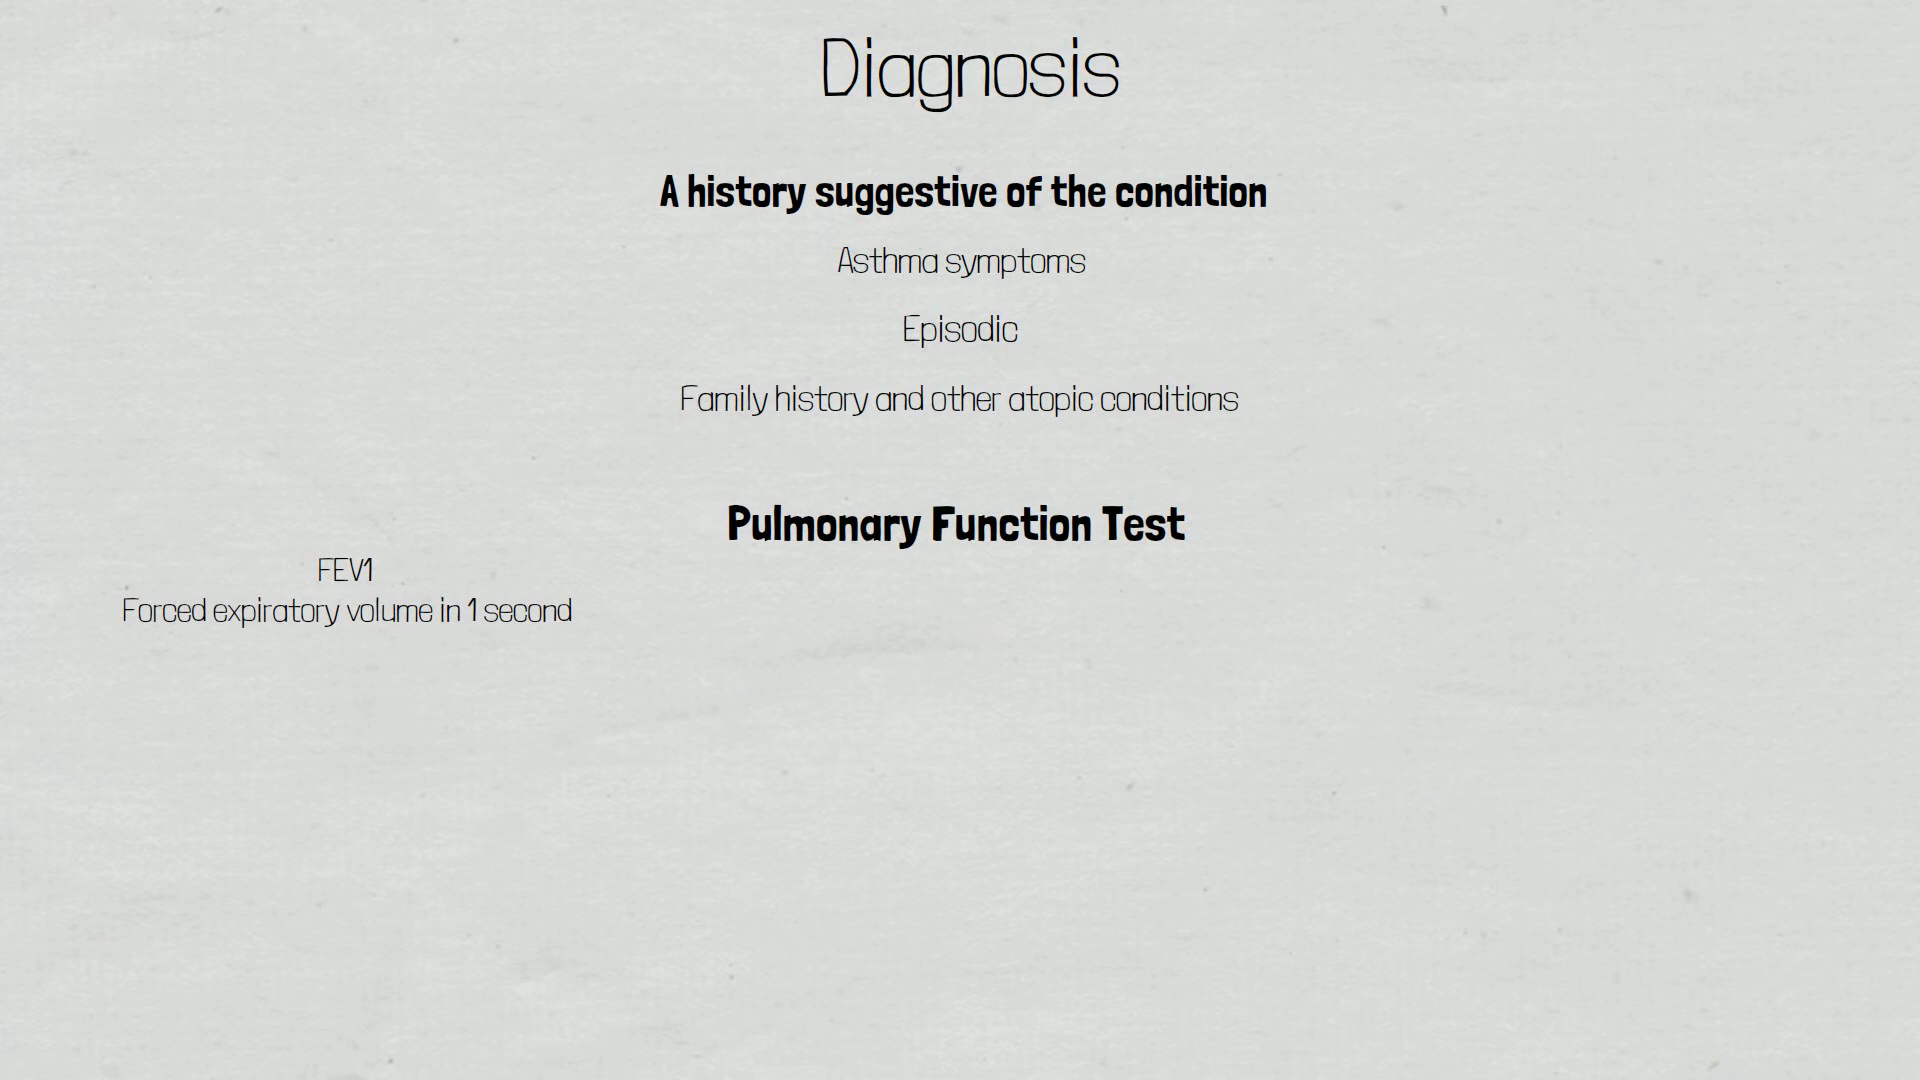 Diagnosis
A history suggestive of the condition
Asthma symptoms
Episodic
Family history and other atopic conditions
Pulmonary Function Test
FEV1
Forced expiratory volume in 1 second